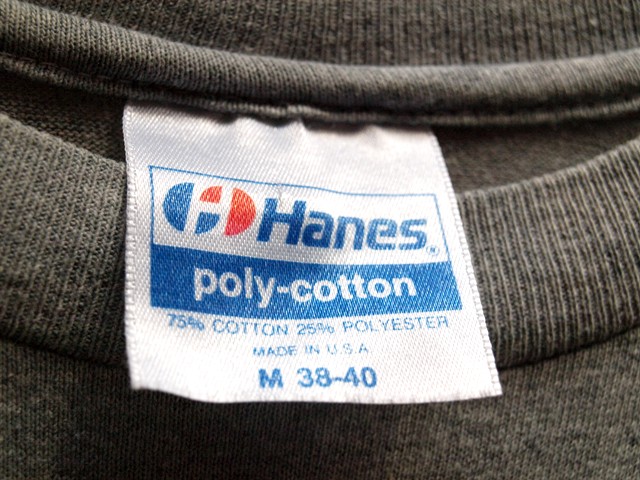 Hanes®
poly-cotton
75% COTTON 25% POLYESTER
MADE IN U.S.A
M 38-40